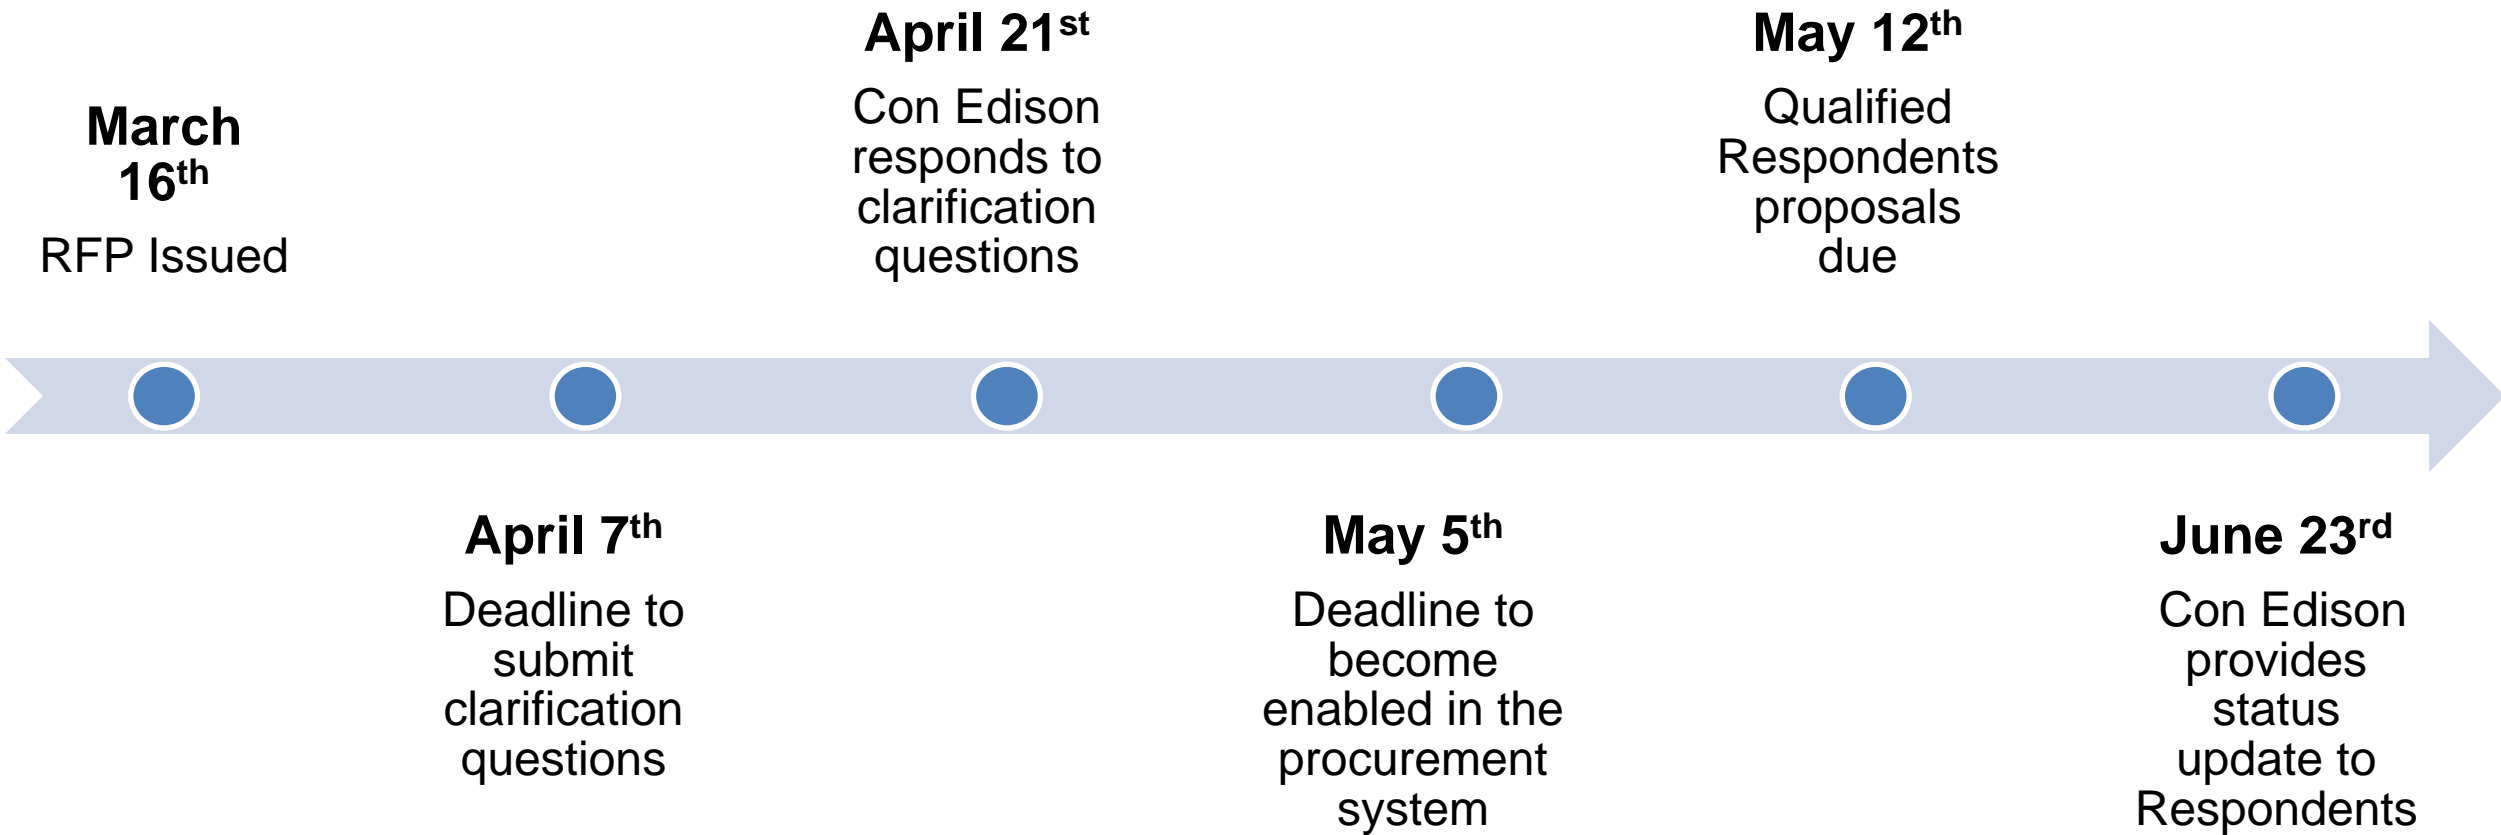 March
16th
RFP Issued
April 7th
Deadline to
submit
clarification
questions
April 21st
Con Edison
responds to
clarification
questions
May 5th
Deadline to
become
enabled in the
procurement
system
May 12th
Qualified
Respondents
proposals
due
June 23rd
Con Edison
provides
status
update to
Respondents